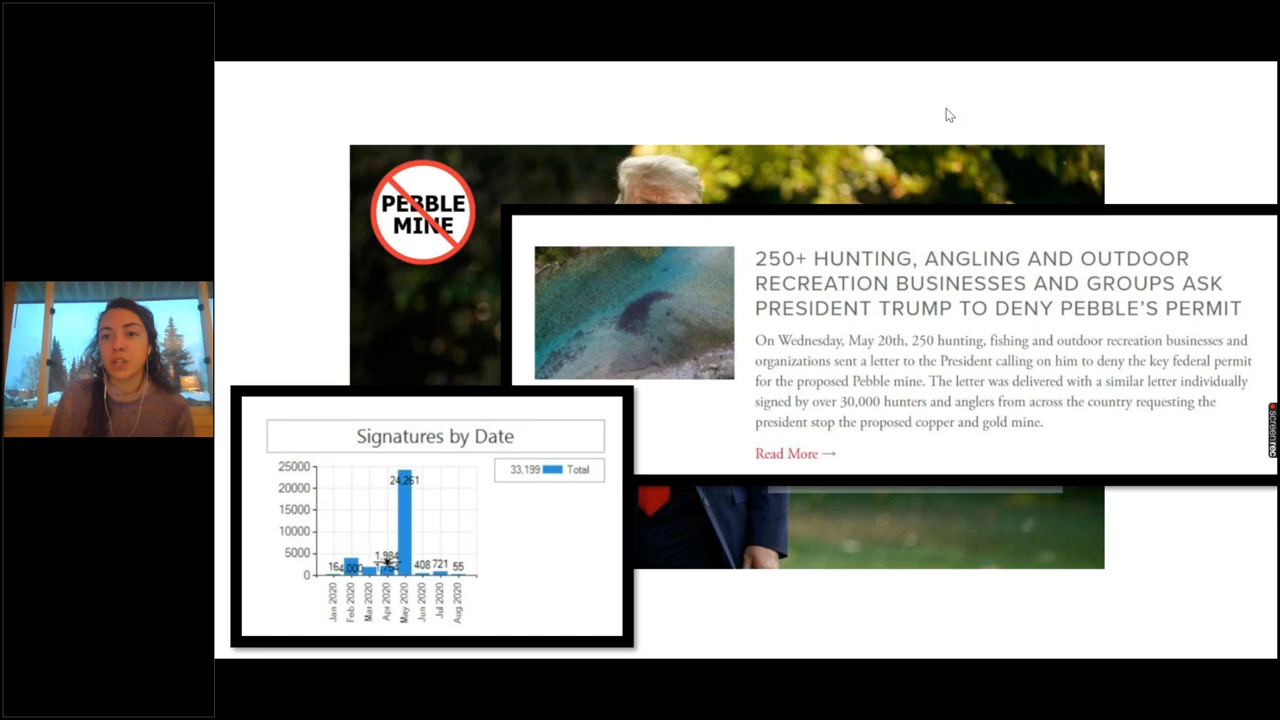 PEBBLE
MINE
250+ HUNTING, ANGLING AND OUTDOOR
RECREATION BUSINESSES AND GROUPS ASK
PRESIDENT TRUMP TO DENY PEBBLE'S PERMIT
On Wednesday, May 20th, 250 hunting, fishing and outdoor recreation businesses and
organizations sent a letter to the President calling on him to deny the key federal permit
for the proposed Pebble mine. The letter was delivered with a similar letter individually
signed by over 30,000 hunters and anglers from across the country requesting the
president stop the proposed copper and gold mine.
Read More →
Signatures by Date
33,199 Total
25000
20000
15000
10000
5000
0
24,261
1,984
408
721
55
Jan 2020
Feb 2020
Mar 2020
Apr 2020
May 2020
Jun 2020
Jul 2020
Aug 2020
screenrec